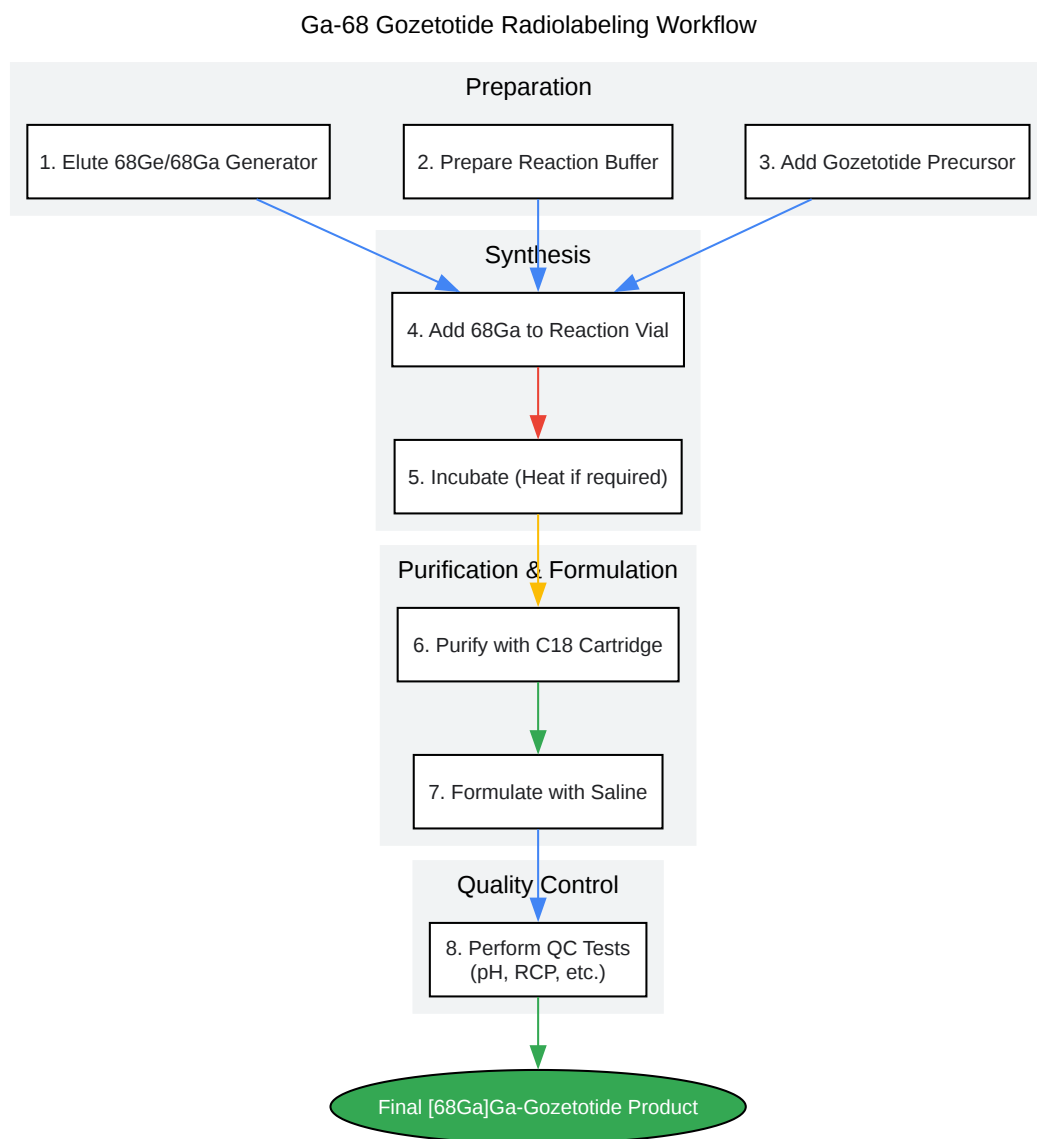 Ga-68 Gozetotide Radiolabeling Workflow
Preparation
1. Elute 68Ge/68Ga Generator
2. Prepare Reaction Buffer
3. Add Gozetotide Precursor
Synthesis
4. Add 68Ga to Reaction Vial
5. Incubate (Heat if required)
Purification & Formulation
6. Purify with C18 Cartridge
7. Formulate with Saline
Quality Control
8. Perform QC Tests
(pH, RCP, etc.)
Final [68Ga]Ga-Gozetotide Product